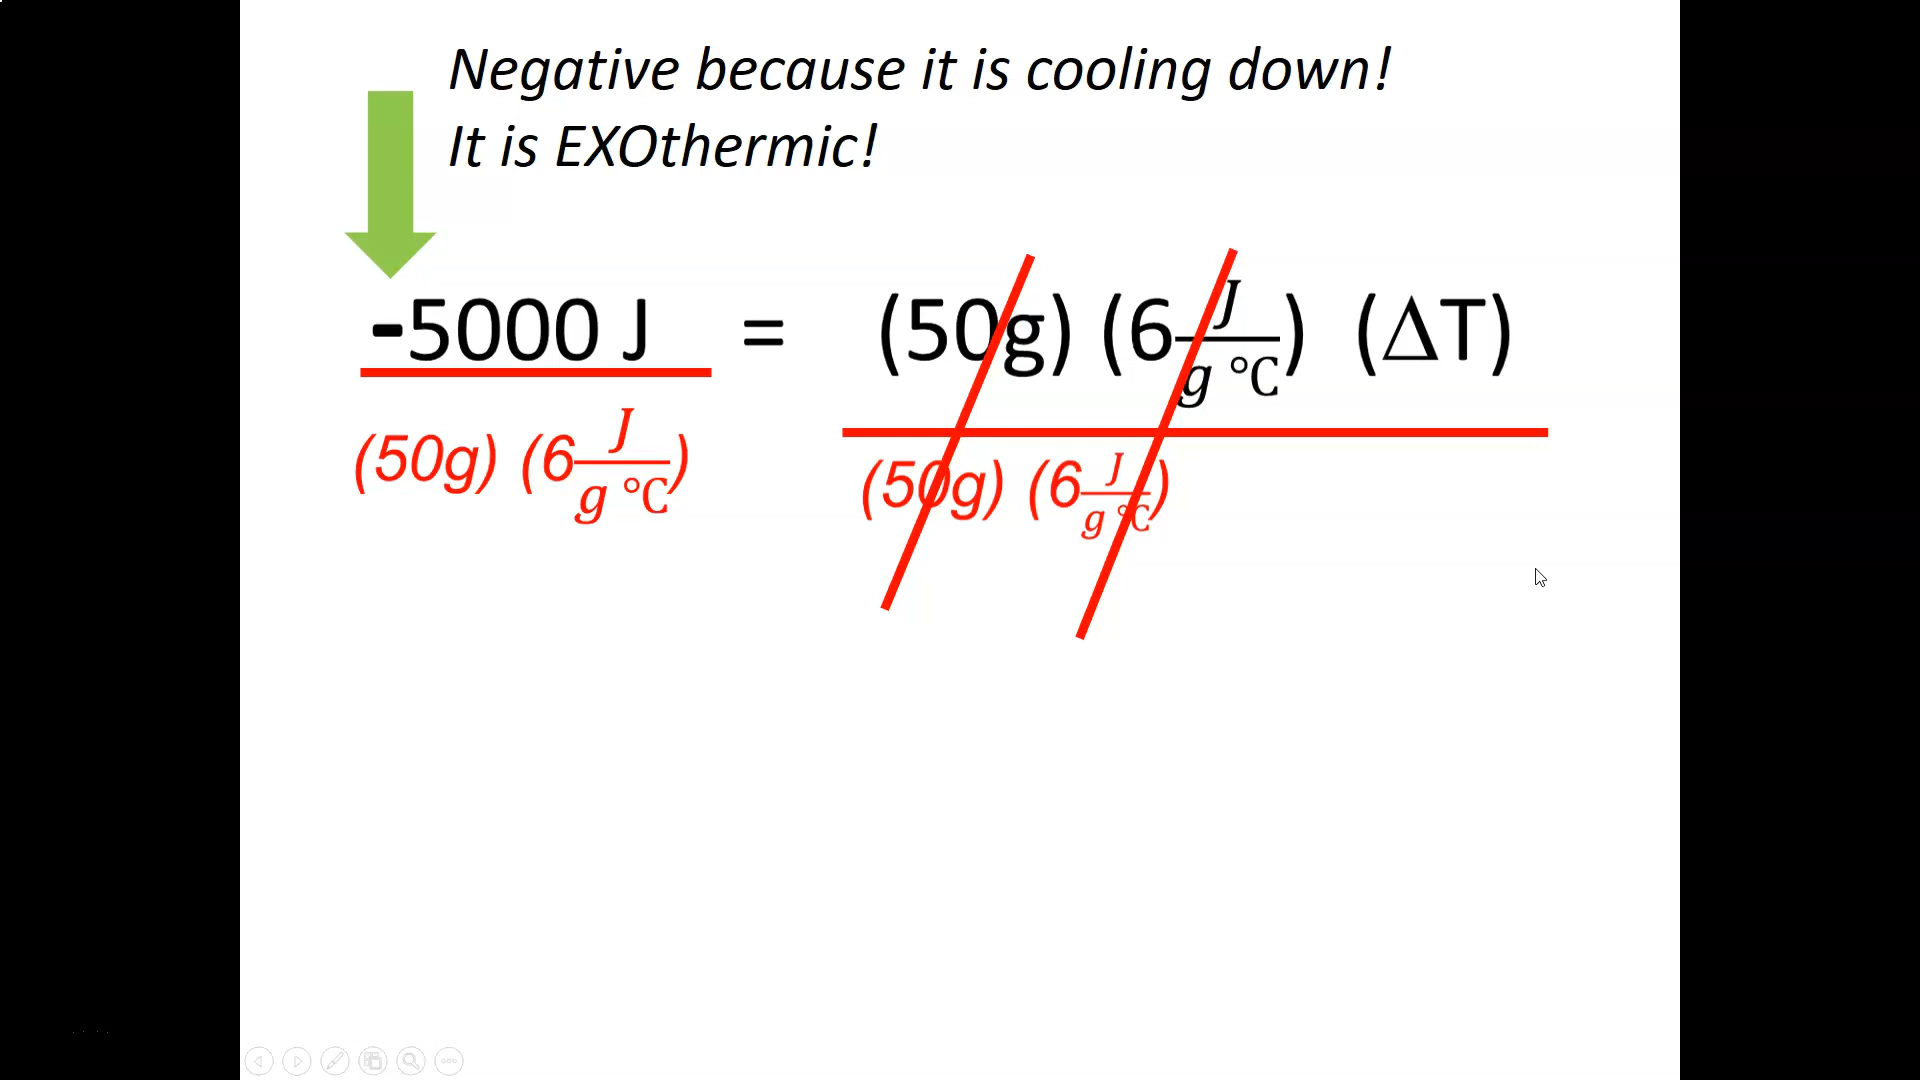 Negative because it is cooling down!
It is EXOthermic!
-5000 J = (50g) (6 J/g °C) (ΔT)
(50g) (6 J/g °C) (50g) (6 J/g °C)